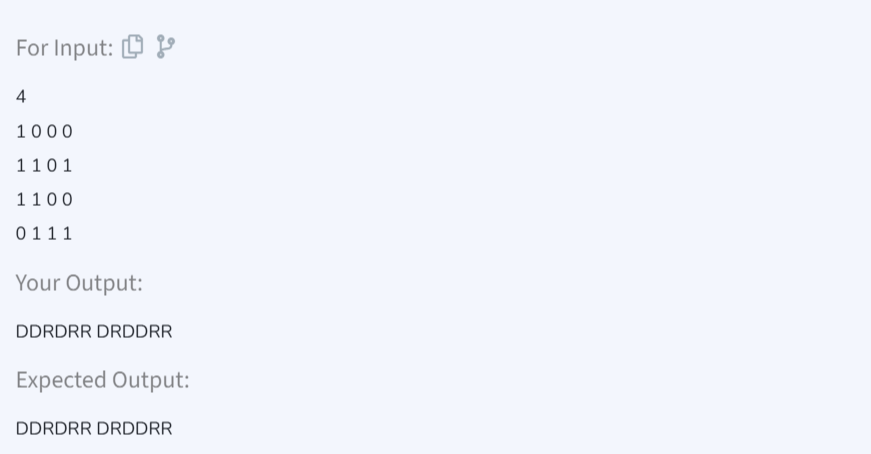 For Input:
4
1 0 0 0
1 1 0 1
1 1 0 0
0 1 1 1
Your Output:
DDRDRR DRDDRR
Expected Output:
DDRDRR DRDDRR